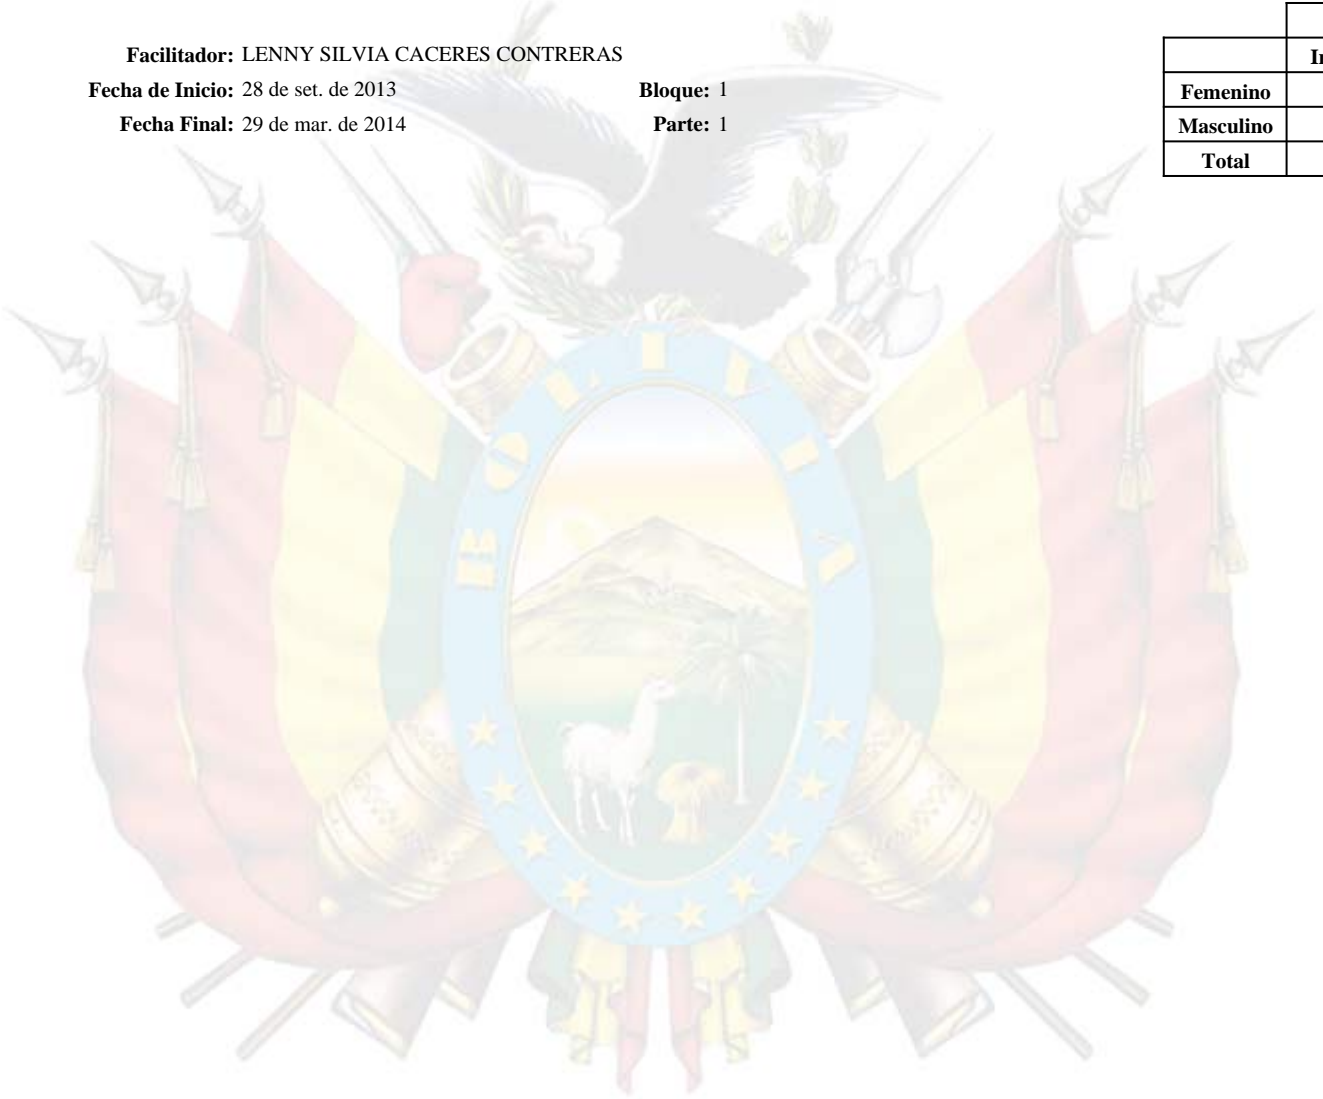 Facilitador: LENNY SILVIA CACERES CONTRERAS
Fecha de Inicio: 28 de set. de 2013 Bloque: 1
Fecha Final: 29 de mar. de 2014 Parte: 1
Femenino
Masculino
Total
BOLIVIA